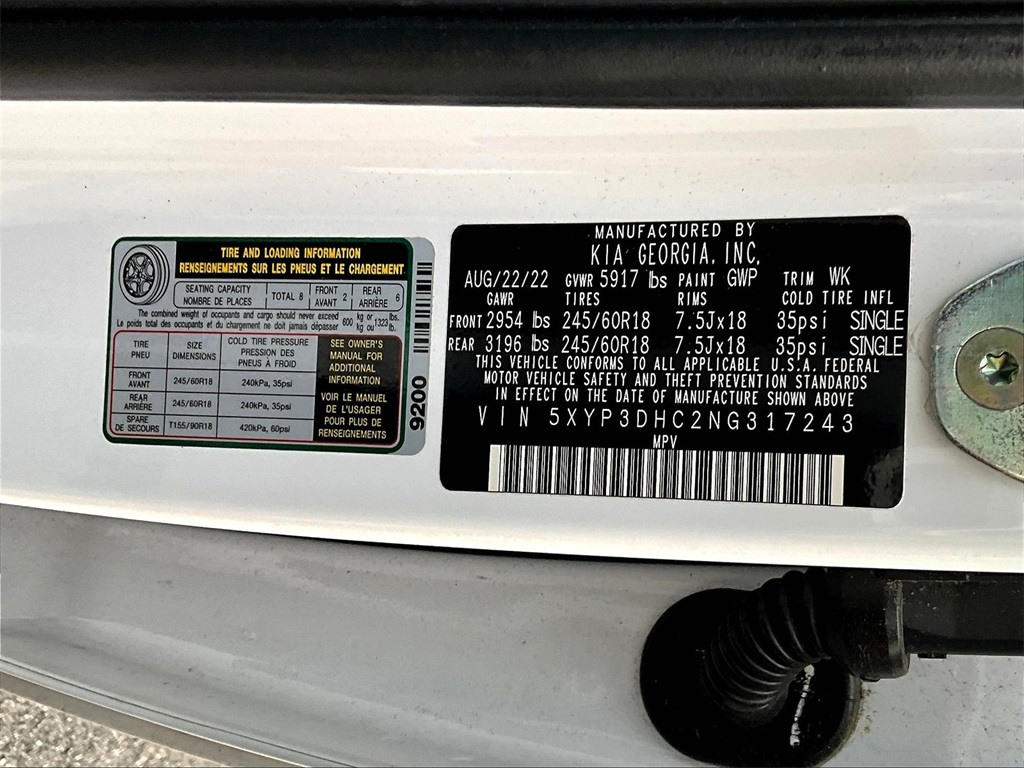 TIRE AND LOADING INFORMATION
RENSEIGNEMENTS SUR LES PNEUS ET LE CHARGEMENT
SEATING CAPACITY
NOMBRE DE PLACES
TOTAL 8
FRONT
AVANT 2
REAR
ARRIÈRE 6
The combined weight of occupants and cargo should never exceed 600 kg or 1323 lbs.
Le poids total des occupants et du chargement ne doit jamais dépasser 600 kg ou 1323 lb.
TIRE
PNEU
SIZE
DIMENSIONS
COLD TIRE PRESSURE
PRESSION DES
PNEUS À FROID
FRONT
AVANT
245/60R18
240kPa, 35psi
REAR
ARRIÈRE
245/60R18
240kPa, 35psi
SPARE
DE SECOURS
T155/90R18
420kPa, 60psi
SEE OWNER'S
MANUAL FOR
ADDITIONAL
INFORMATION
VOIR LE MANUEL
DE L'USAGER
POUR PLUS DE
RENSEIGNEMENTS
9200
MANUFACTURED BY
KIA GEORGIA, INC,
AUG/22/22 GVWR 5917 lbs PAINT GWP TRIM WK
GAWR TIRES RIMS COLD TIRE INFL
FRONT 2954 lbs 245/60R18 7.5Jx18 35psi SINGLE
REAR 3196 lbs 245/60R18 7.5Jx18 35psi SINGLE
THIS VEHICLE CONFORMS TO ALL APPLICABLE U.S.A. FEDERAL
MOTOR VEHICLE SAFETY AND THEFT PREVENTION STANDARDS
IN EFFECT ON THE DATE OF MANUFACTURE SHOWN ABOVE
VIN 5XYP3DHC2NG317243
MPV